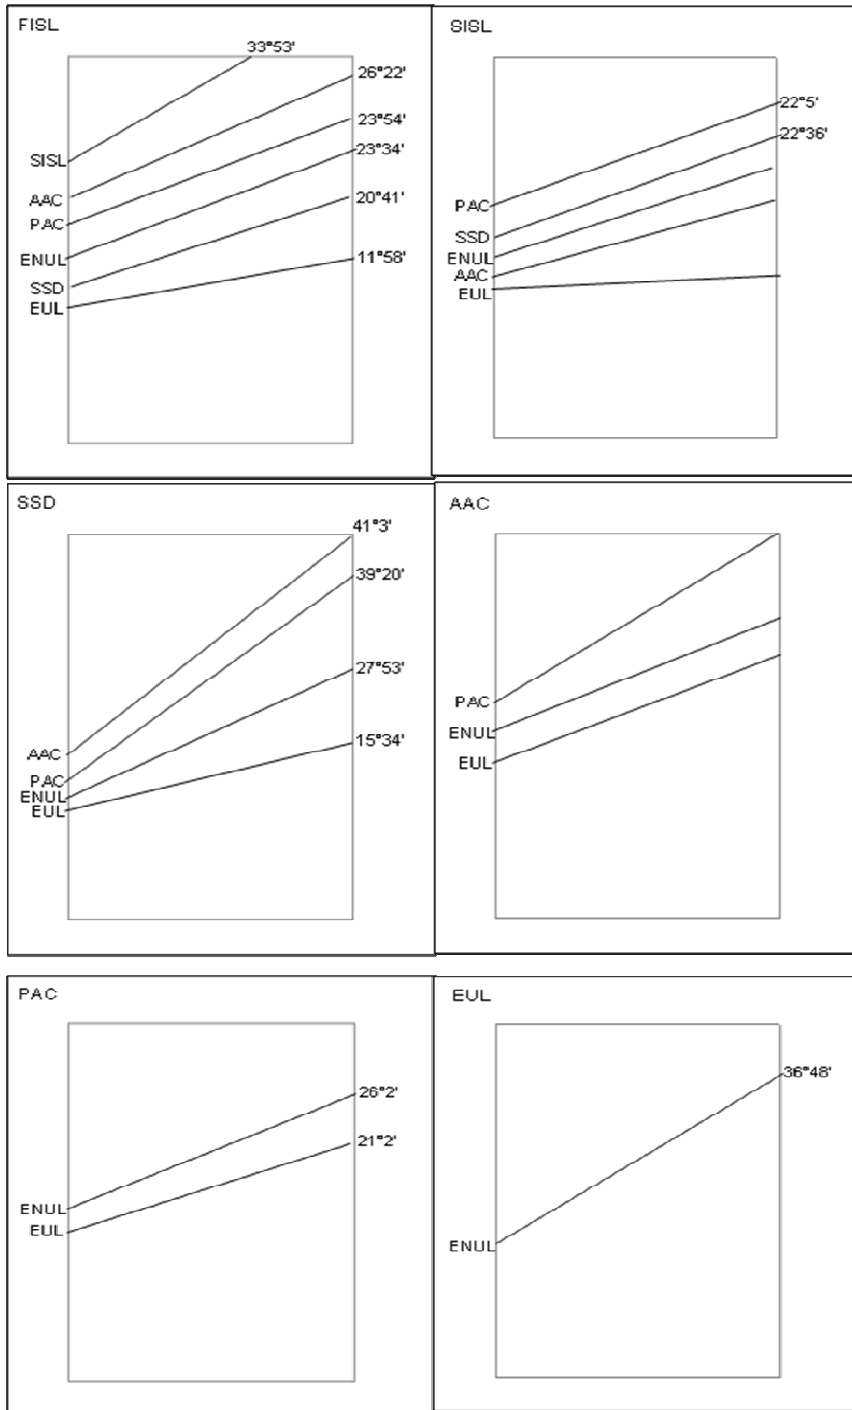 FISL
33°53'
26°22'
23°54'
23°34'
20°41'
11°58'
SISL
AAC
PAC
ENUL
SSD
EUL
SISL
22°5'
22°36'
PAC
SSD
ENUL
AAC
EUL
SSD
41°3'
39°20'
27°53'
15°34'
AAC
PAC
ENUL
EUL
AAC
PAC
ENUL
EUL
PAC
26°2'
21°2'
ENUL
EUL
EUL
36°48'
ENUL